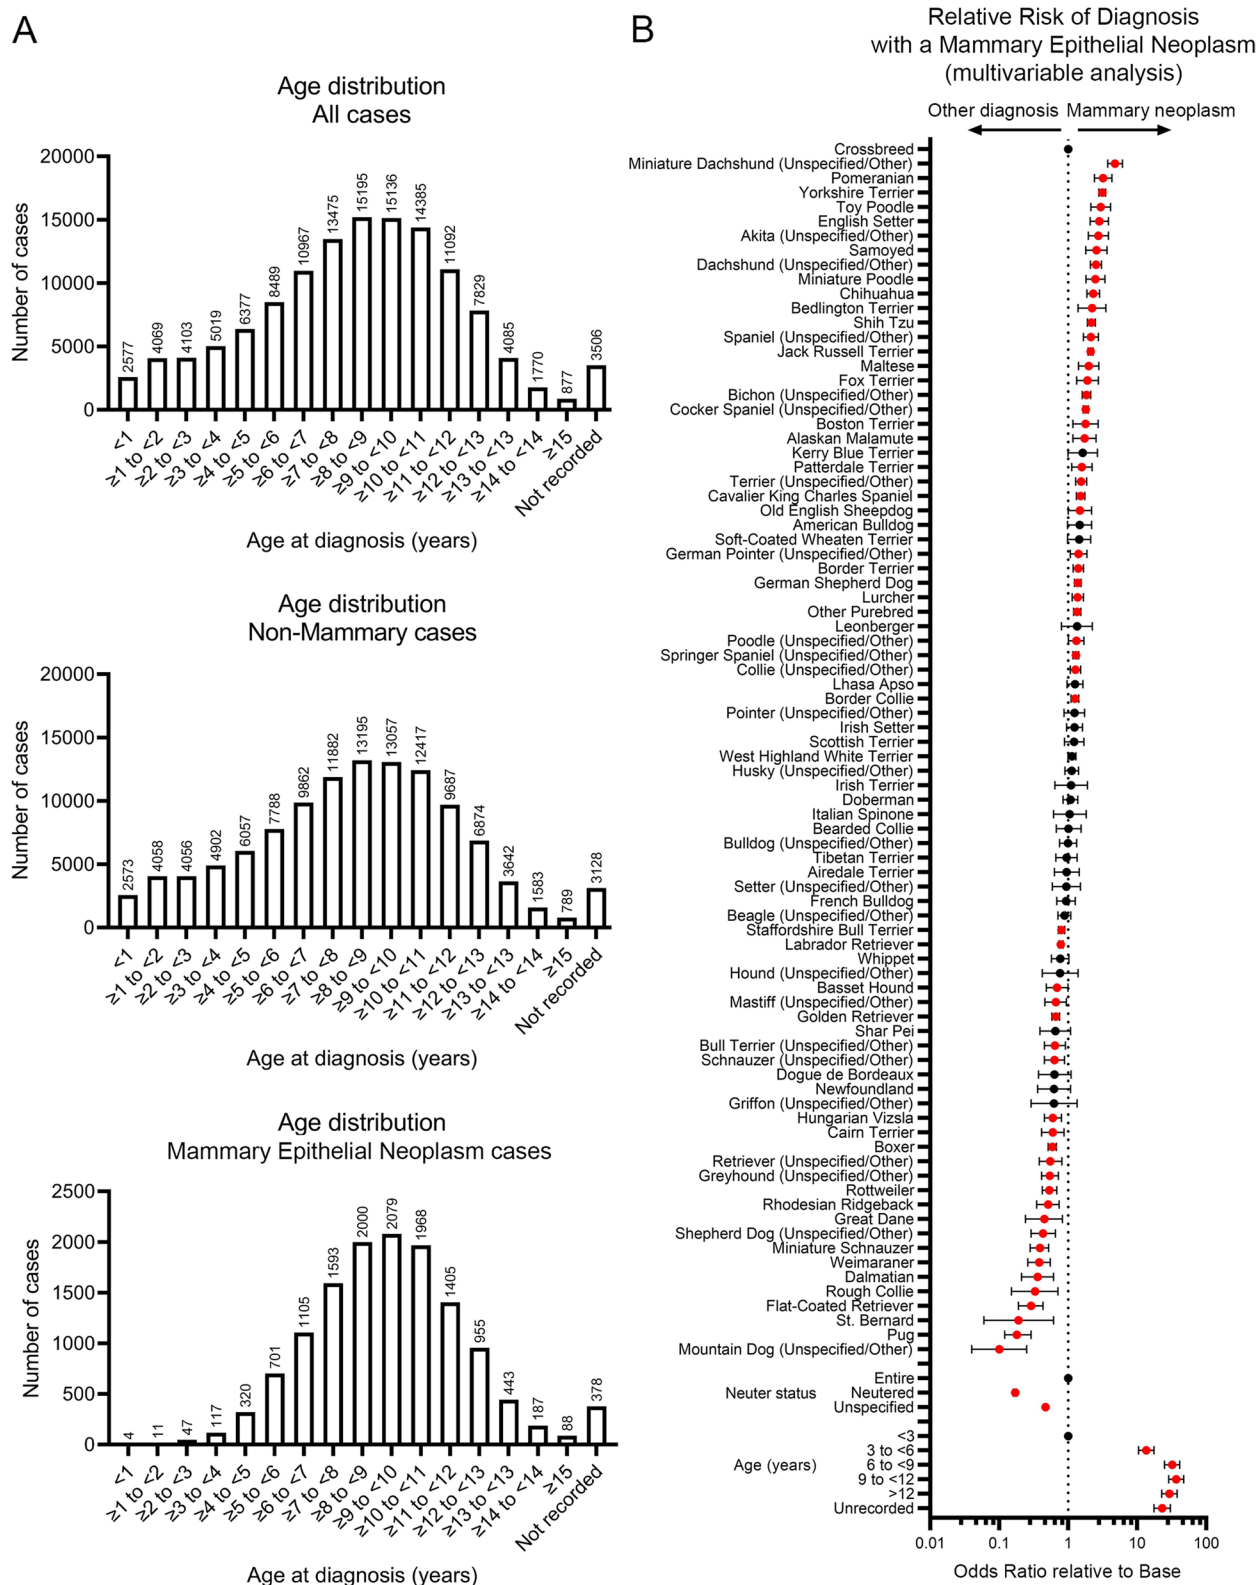 A
Age distribution
All cases
Number of cases
20000
15000
10000
5000
0
2577
4069
4103
5019
6377
8489
10967
13475
15195
15136
14385
11092
7829
4085
1770
877
3506
<1
≥1 to <2
≥2 to <3
≥3 to <4
≥4 to <5
≥5 to <6
≥6 to <7
≥7 to <8
≥8 to <9
≥9 to <10
≥10 to <11
≥11 to <12
≥12 to <13
≥13 to <13
≥14 to <14
≥15
Not recorded
Age at diagnosis (years)
Age distribution
Non-Mammary cases
Number of cases
20000
15000
10000
5000
0
2573
4058
4056
4902
6057
7788
9862
11882
13195
13057
12417
9687
6874
3642
1583
789
3128
<1
≥1 to <2
≥2 to <3
≥3 to <4
≥4 to <5
≥5 to <6
≥6 to <7
≥7 to <8
≥8 to <9
≥9 to <10
≥10 to <11
≥11 to <12
≥12 to <13
≥13 to <13
≥14 to <14
≥15
Not recorded
Age at diagnosis (years)
Age distribution
Mammary Epithelial Neoplasm cases
Number of cases
2500
2000
1500
1000
500
0
4
11
47
117
320
701
1105
1593
2000
2079
1968
1405
955
443
187
88
378
<1
≥1 to <2
≥2 to <3
≥3 to <4
≥4 to <5
≥5 to <6
≥6 to <7
≥7 to <8
≥8 to <9
≥9 to <10
≥10 to <11
≥11 to <12
≥12 to <13
≥13 to <13
≥14 to <14
≥15
Not recorded
Age at diagnosis (years)
B
Relative Risk of Diagnosis
with a Mammary Epithelial Neoplasm
(multivariable analysis)
Other diagnosis
Mammary neoplasm
Crossbreed
Miniature Dachshund (Unspecified/Other)
Pomeranian
Yorkshire Terrier
Toy Poodle
English Setter
Akita (Unspecified/Other)
Samoyed
Dachshund (Unspecified/Other)
Miniature Poodle
Chihuahua
Bedlington Terrier
Shih Tzu
Spaniel (Unspecified/Other)
Jack Russell Terrier
Maltese
Fox Terrier
Bichon (Unspecified/Other)
Cocker Spaniel (Unspecified/Other)
Boston Terrier
Alaskan Malamute
Kerry Blue Terrier
Patterdale Terrier
Terrier (Unspecified/Other)
Cavalier King Charles Spaniel
Old English Sheepdog
American Bulldog
Soft-Coated Wheaten Terrier
German Pointer (Unspecified/Other)
Border Terrier
German Shepherd Dog
Lurcher
Other Purebred
Leonberger
Poodle (Unspecified/Other)
Springer Spaniel (Unspecified/Other)
Collie (Unspecified/Other)
Lhasa Apso
Border Collie
Pointer (Unspecified/Other)
Irish Setter
Scottish Terrier
West Highland White Terrier
Husky (Unspecified/Other)
Irish Terrier
Doberman
Italian Spinone
Bearded Collie
Bulldog (Unspecified/Other)
Tibetan Terrier
Airedale Terrier
Setter (Unspecified/Other)
French Bulldog
Beagle (Unspecified/Other)
Staffordshire Bull Terrier
Labrador Retriever
Whippet
Hound (Unspecified/Other)
Basset Hound
Mastiff (Unspecified/Other)
Golden Retriever
Shar Pei
Bull Terrier (Unspecified/Other)
Schnauzer (Unspecified/Other)
Dogue de Bordeaux
Newfoundland
Griffon (Unspecified/Other)
Hungarian Vizsla
Cairn Terrier
Boxer
Retriever (Unspecified/Other)
Greyhound (Unspecified/Other)
Rottweiler
Rhodesian Ridgeback
Great Dane
Shepherd Dog (Unspecified/Other)
Miniature Schnauzer
Weimaraner
Dalmatian
Rough Collie
Flat-Coated Retriever
St. Bernard
Pug
Mountain Dog (Unspecified/Other)
Entire
Neuter status
Neutered
Unspecified
<3
3 to <6
Age (years)
6 to <9
9 to <12
>12
Unrecorded
0.01
0.1
1
10
100
Odds Ratio relative to Base